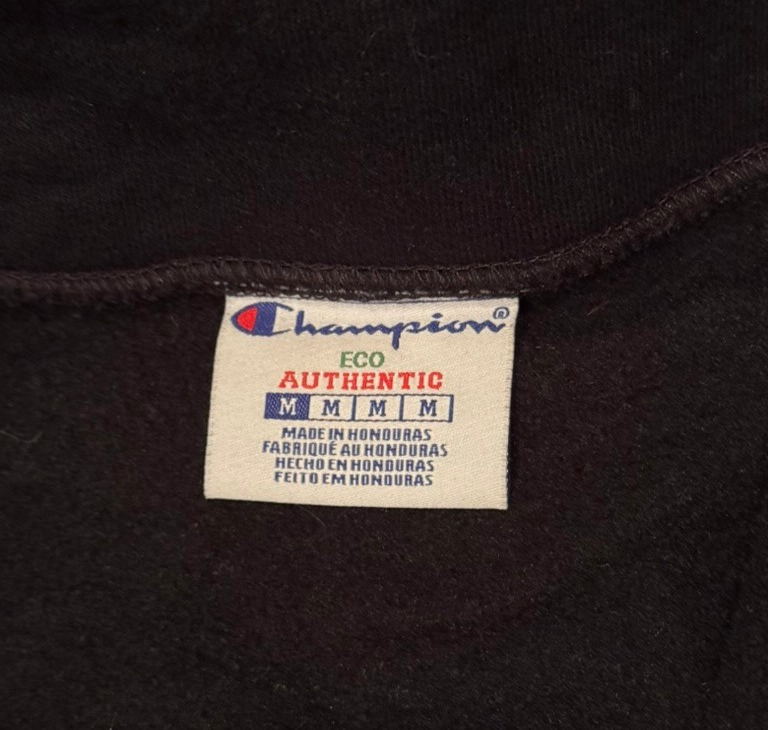 Champion®
ECO
AUTHENTIC
M M M M
MADE IN HONDURAS
FABRIQUÉ AU HONDURAS
HECHO EN HONDURAS
FEITO EM HONDURAS